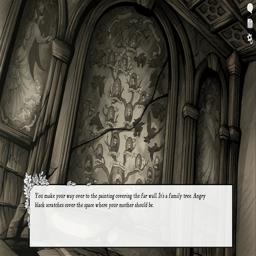 You make your way over to the painting covering the far wall. It's a family tree. Angry
black scratches cover the space where your mother should be.